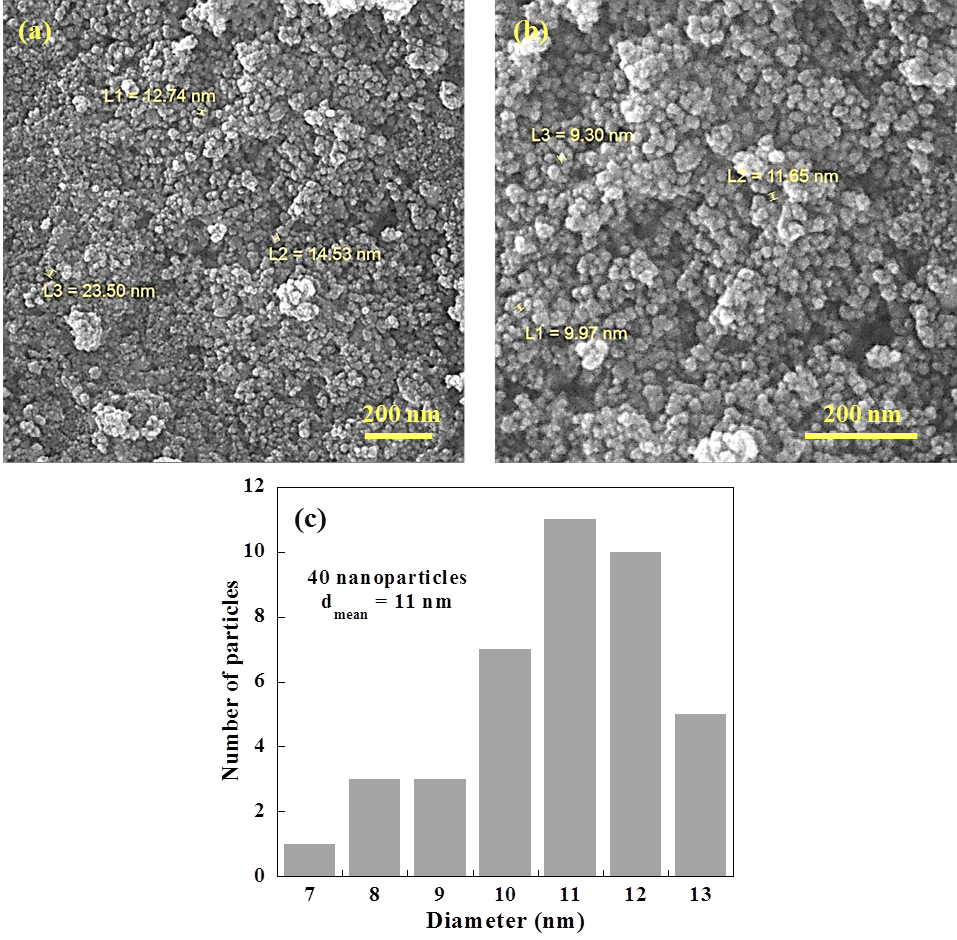 (a)
L1 = 12.74 nm
L2 = 14.53 nm
L3 = 23.50 nm
200 nm
(b)
L3 = 9.30 nm
L2 = 11.65 nm
L1 = 9.97 nm
200 nm
(c)
40 nanoparticles
dmean = 11 nm
Number of particles
12
10
8
6
4
2
0
7 8 9 10 11 12 13
Diameter (nm)